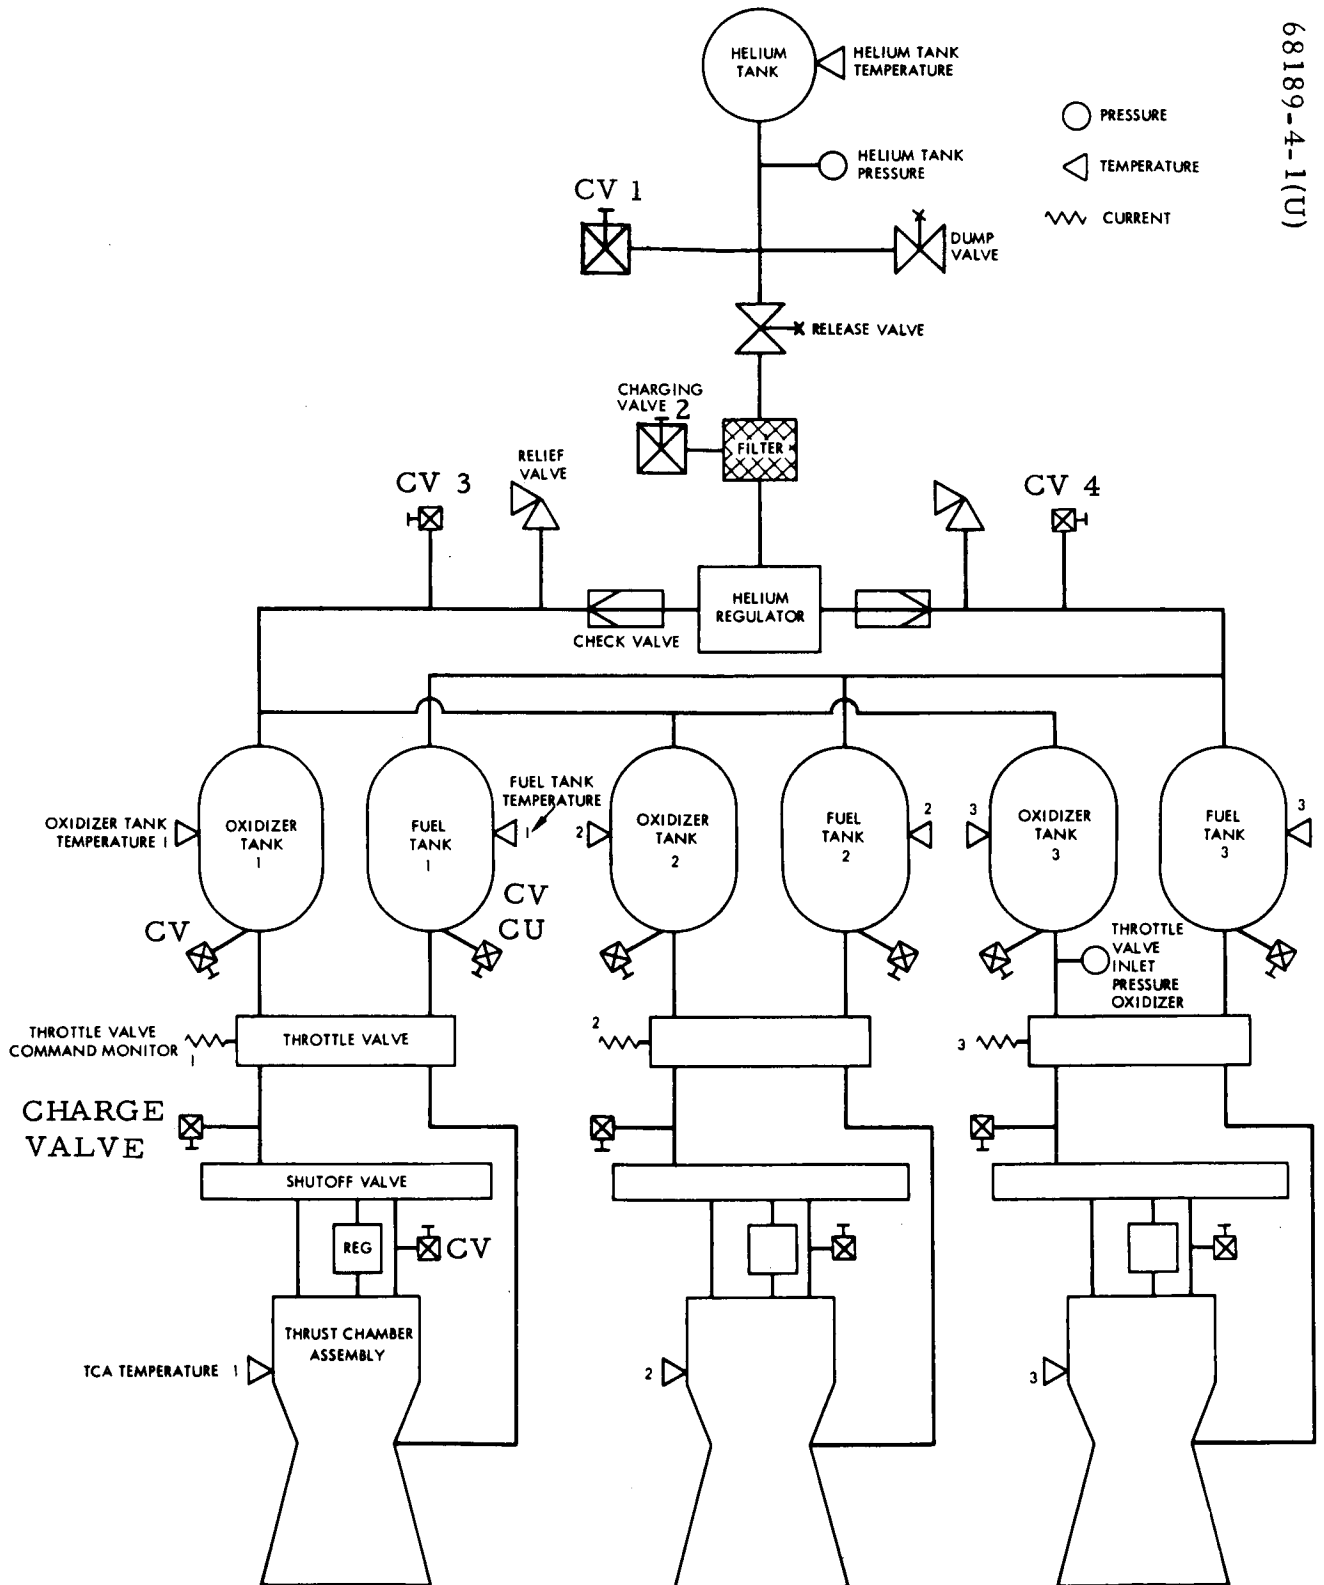 68189-4-1(U)
HELIUM
TANK
HELIUM TANK
TEMPERATURE
PRESSURE
TEMPERATURE
CURRENT
HELIUM TANK
PRESSURE
CV 1
DUMP
VALVE
RELEASE VALVE
CHARGING
VALVE 2
FILTER
RELIEF
VALVE
CV 3
CV 4
HELIUM
REGULATOR
CHECK VALVE
OXIDIZER TANK
TEMPERATURE 1
OXIDIZER
TANK
1
FUEL
TANK
1
1
FUEL TANK
TEMPERATURE
2
OXIDIZER
TANK
2
FUEL
TANK
2
2
3
OXIDIZER
TANK
3
FUEL
TANK
3
3
CV
CV
CU
THROTTLE
VALVE
INLET
PRESSURE
OXIDIZER
THROTTLE VALVE
COMMAND MONITOR
1
THROTTLE VALVE
2
3
CHARGE
VALVE
SHUTOFF VALVE
REG
CV
THRUST CHAMBER
ASSEMBLY
TCA TEMPERATURE 1
2
3